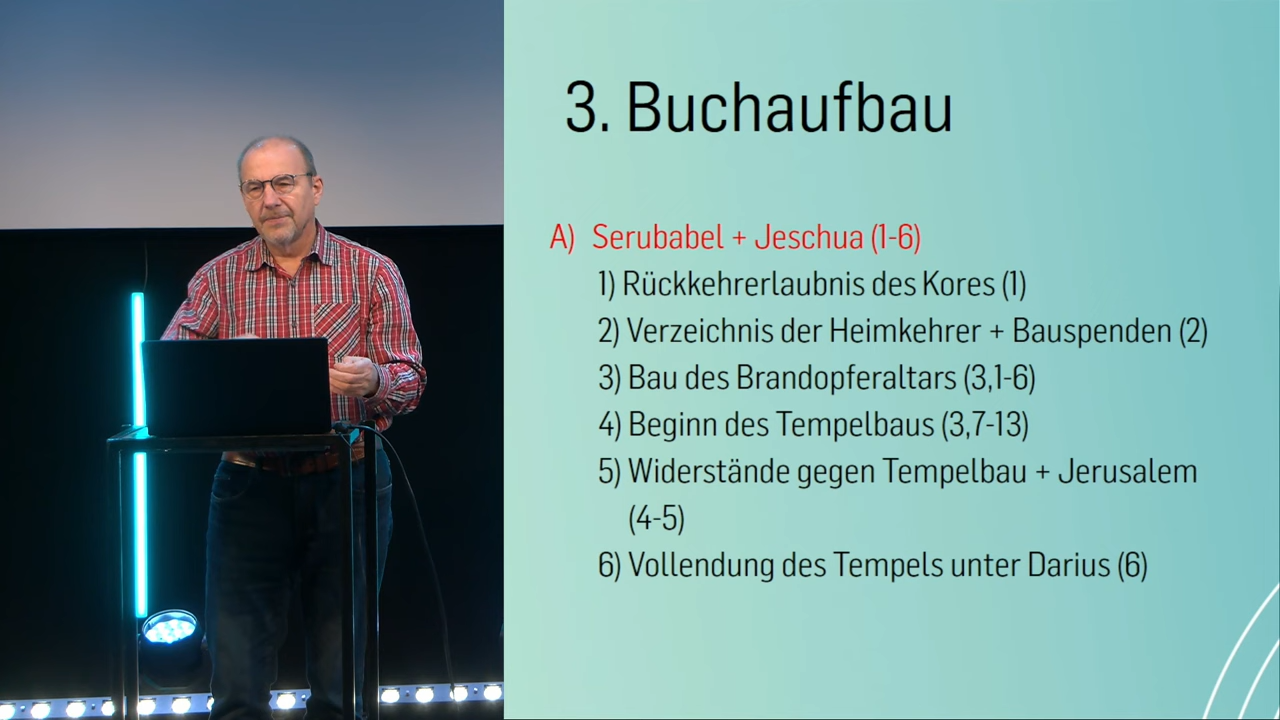 3. Buchaufbau
A) Serubabel + Jeschua (1-6)
1) Rückkehrerlaubnis des Kores (1)
2) Verzeichnis der Heimkehrer + Bauspenden (2)
3) Bau des Brandopferaltars (3,1-6)
4) Beginn des Tempelbaus (3,7-13)
5) Widerstände gegen Tempelbau + Jerusalem
(4-5)
6) Vollendung des Tempels unter Darius (6)